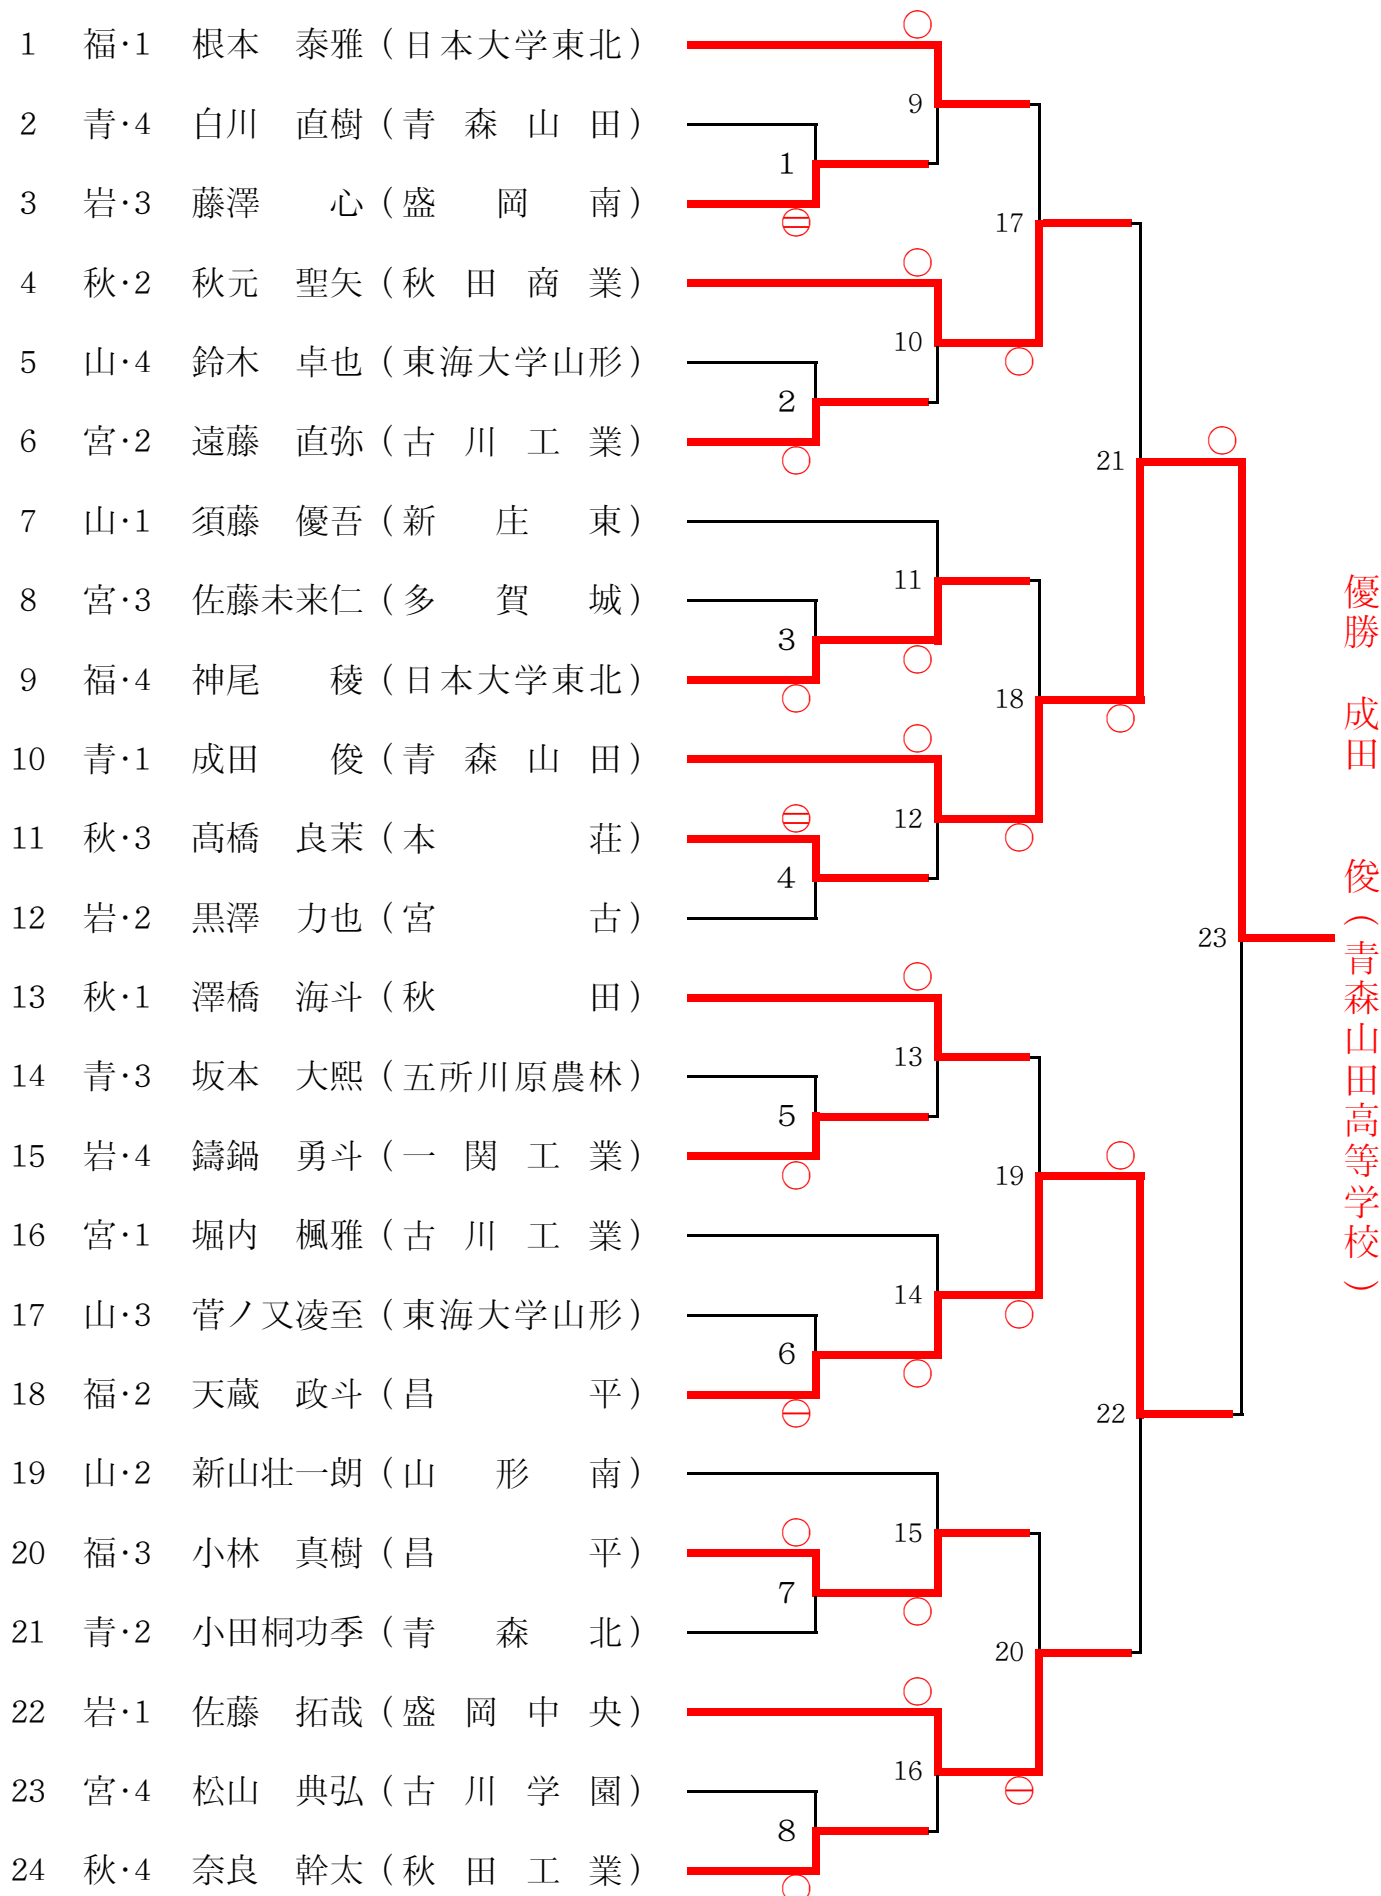 1 福・1 根本 泰雅（日本大学東北）
2 青・4 白川 直樹（青森山田）
3 岩・3 藤澤 心（盛岡南）
4 秋・2 秋元 聖矢（秋田商業）
5 山・4 鈴木 卓也（東海大学山形）
6 宮・2 遠藤 直弥（古川工業）
7 山・1 須藤 優吾（新庄東）
8 宮・3 佐藤未来仁（多賀城）
9 福・4 神尾 稜（日本大学東北）
10 青・1 成田 俊（青森山田）
11 秋・3 髙橋 良茉（本荘）
12 岩・2 黒澤 力也（宮古）
13 秋・1 澤橋 海斗（秋田）
14 青・3 坂本 大熙（五所川原農林）
15 岩・4 鑄鍋 勇斗（一関工業）
16 宮・1 堀内 楓雅（古川工業）
17 山・3 菅ノ又凌至（東海大学山形）
18 福・2 天蔵 政斗（昌平）
19 山・2 新山壮一朗（山形南）
20 福・3 小林 真樹（昌平）
21 青・2 小田桐功季（青森北）
22 岩・1 佐藤 拓哉（盛岡中央）
23 宮・4 松山 典弘（古川学園）
24 秋・4 奈良 幹太（秋田工業）
1
2
3
4
5
6
7
8
9
10
11
12
13
14
15
16
17
18
19
20
21
22
23
優勝 成田 俊（青森山田高等学校）